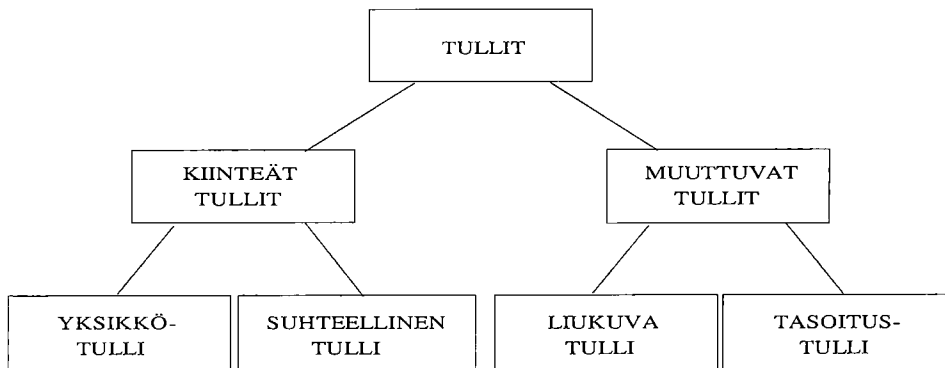 TULLIT
KIINTEÄT
TULLIT
MUUTTUVAT
TULLIT
YKSIKKÖ-
TULLI
SUHTEELLINEN
TULLI
LIUKUVA
TULLI
TASOITUS-
TULLI